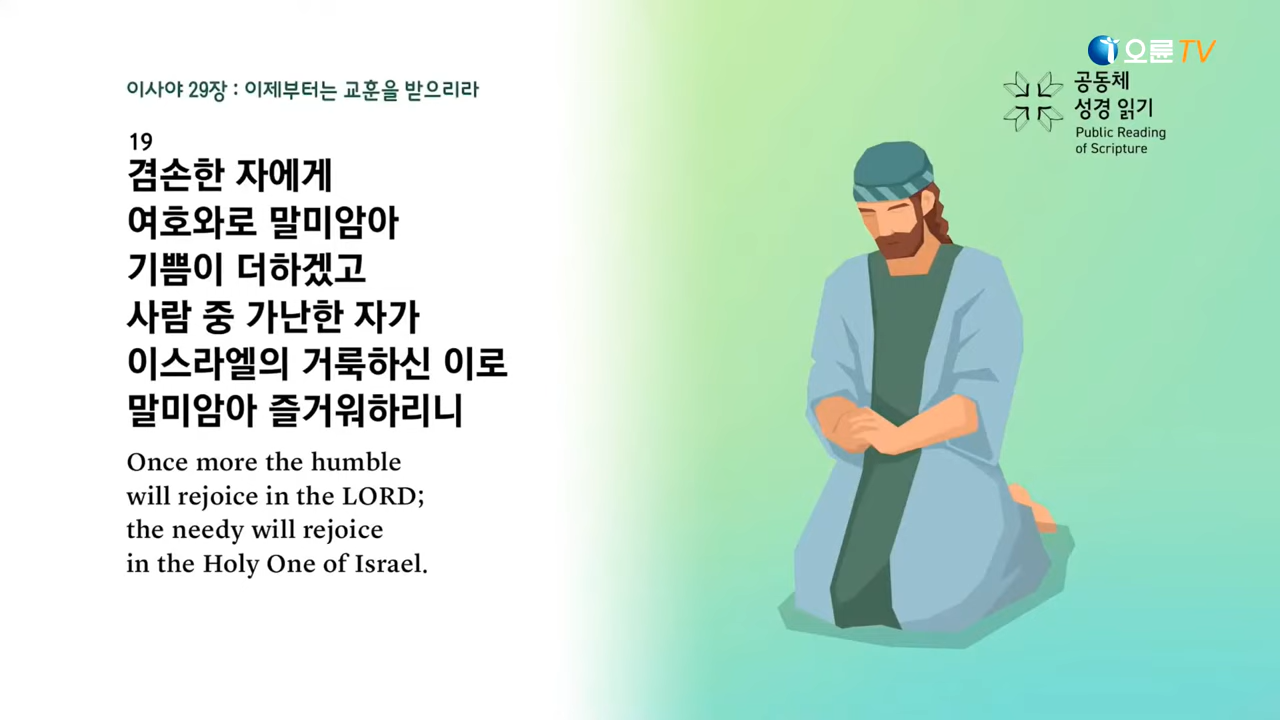 오륜TV
공동체
성경 읽기
Public Reading
of Scripture
이사야 29장 : 이제부터는 교훈을 받으리라
19
겸손한 자에게
여호와로 말미암아
기쁨이 더하겠고
사람 중 가난한 자가
이스라엘의 거룩하신 이로
말미암아 즐거워하리니
Once more the humble
will rejoice in the LORD;
the needy will rejoice
in the Holy One of Israel.